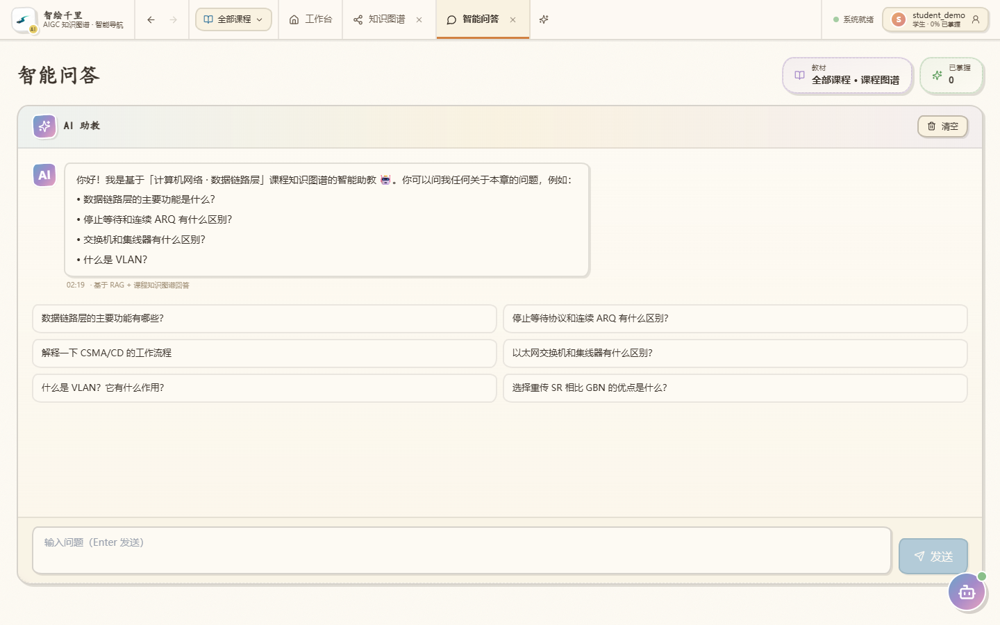 智绘千里
AI
AIGC 知识图谱 · 智能导航
全部课程
工作台
知识图谱
智能问答
系统就绪
S
student_demo
学生 · 0% 已掌握
智能问答
教材
全部课程 • 课程图谱
已掌握
0
AI 助教
清空
AI
你好！我是基于「计算机网络 · 数据链路层」课程知识图谱的智能助教 。你可以问我任何关于本章的问题，例如：
• 数据链路层的主要功能是什么？
• 停止等待和连续 ARQ 有什么区别？
• 交换机和集线器有什么区别？
• 什么是 VLAN？
02:19 · 基于 RAG + 课程知识图谱回答
数据链路层的主要功能有哪些？
停止等待协议和连续 ARQ 有什么区别？
解释一下 CSMA/CD 的工作流程
以太网交换机和集线器有什么区别？
什么是 VLAN？它有什么作用？
选择重传 SR 相比 GBN 的优点是什么？
输入问题（Enter 发送）
发送